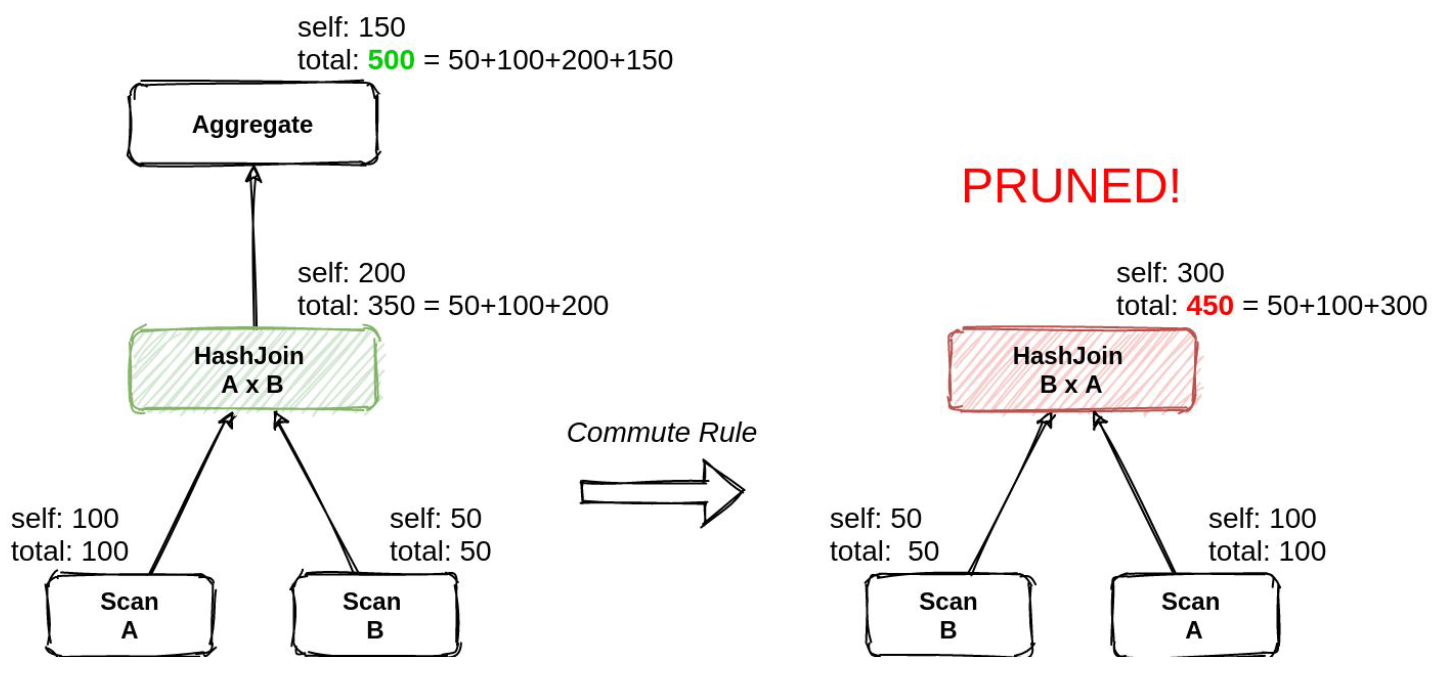 self: 150
total: 500 = 50+100+200+150
Aggregate
PRUNED!
self: 200
total: 350 = 50+100+200
HashJoin
A x B
self: 300
total: 450 = 50+100+300
HashJoin
B x A
Commute Rule
self: 100
total: 100
Scan
A
self: 50
total: 50
Scan
B
self: 50
total: 50
Scan
B
self: 100
total: 100
Scan
A